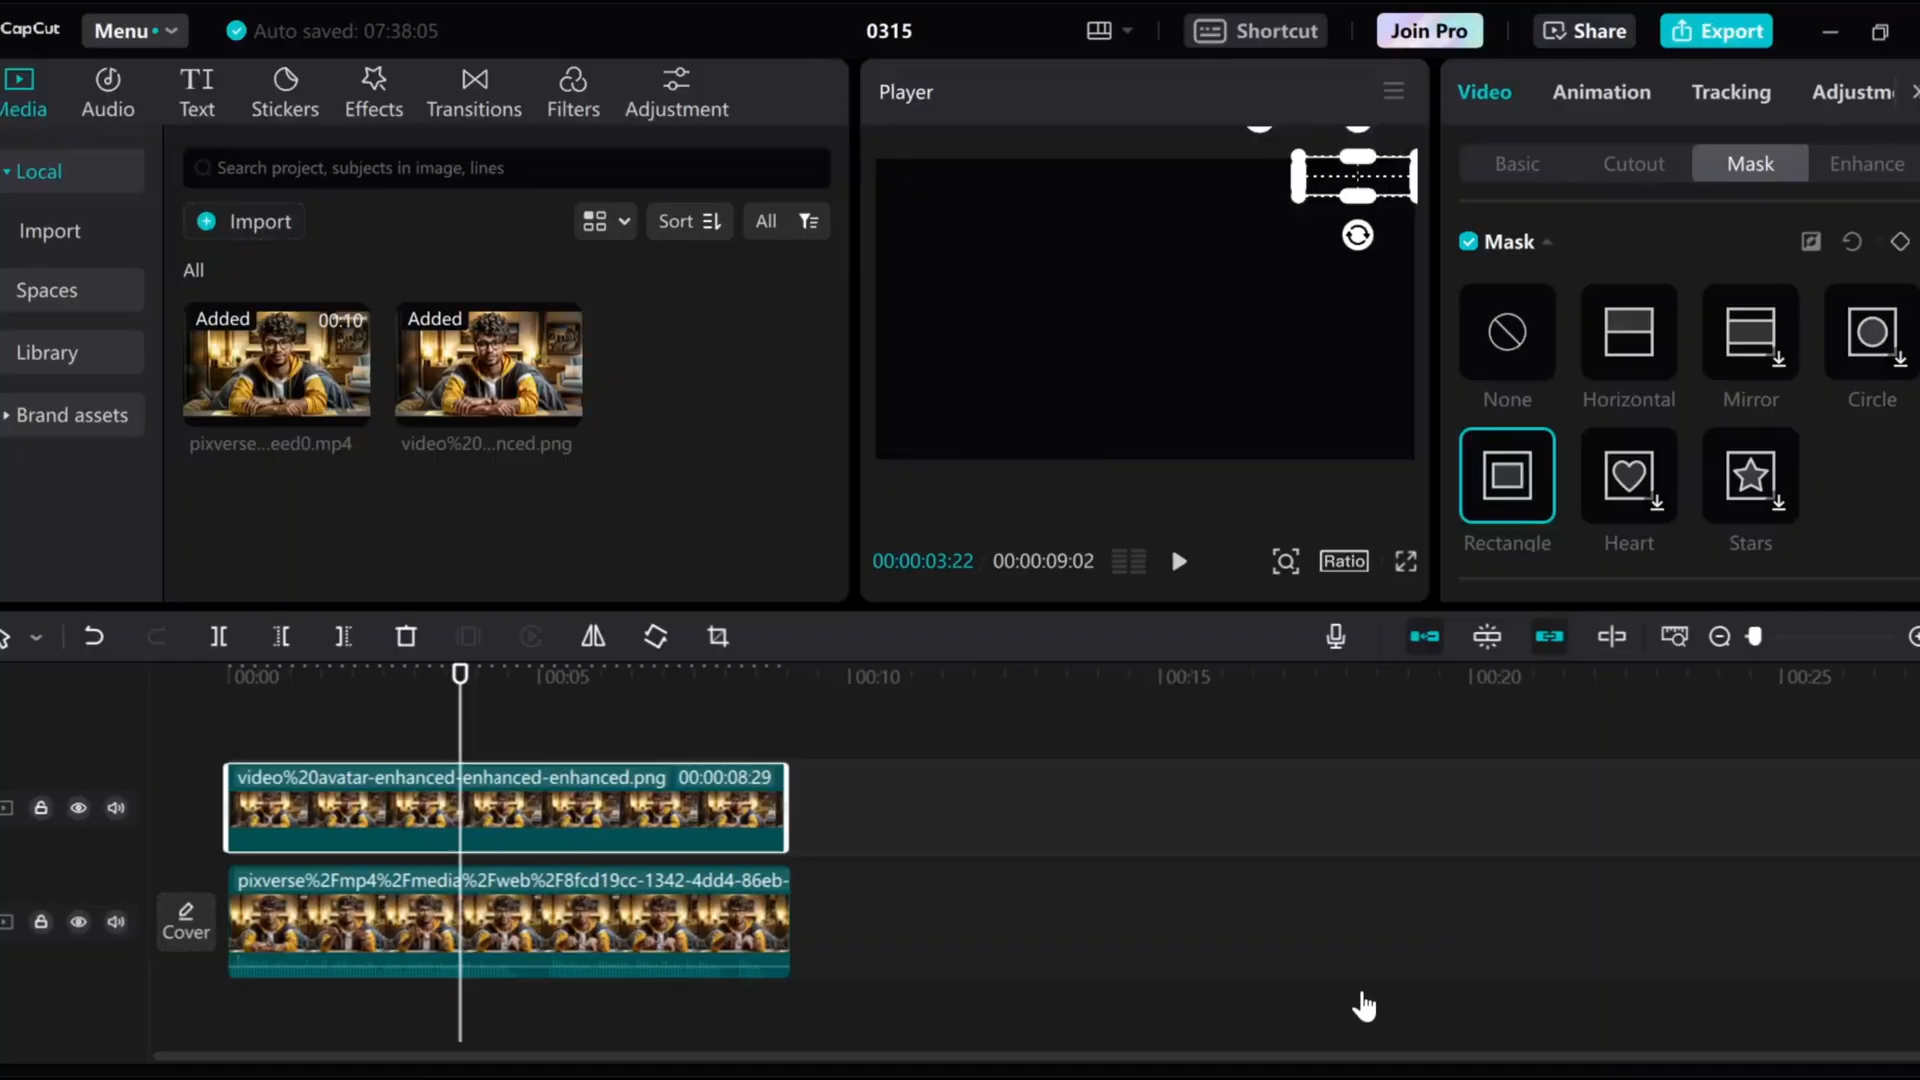 CapCut
Menu
Auto saved: 07:38:05
0315
Shortcut
Join Pro
Share
Export
Media
Audio
TI
Text
Stickers
Effects
Transitions
Filters
Adjustment
Local
Import
Spaces
Library
Brand assets
Search project, subjects in image, lines
Import
Sort
All
All
Added
00:10
Added
pixverse...eed0.mp4
video%20...nced.png
Player
00:00:03:22
00:00:09:02
Ratio
Video
Animation
Tracking
Adjustm
Basic
Cutout
Mask
Enhance
Mask
None
Horizontal
Mirror
Circle
Rectangle
Heart
Stars
00:00
00:05
00:10
00:15
00:20
00:25
video%20avatar-enhanced-enhanced-enhanced.png 00:00:08:29
Cover
pixverse%2Fmp4%2Fmedia%2Fweb%2F8fcd19cc-1342-4dd4-86eb-